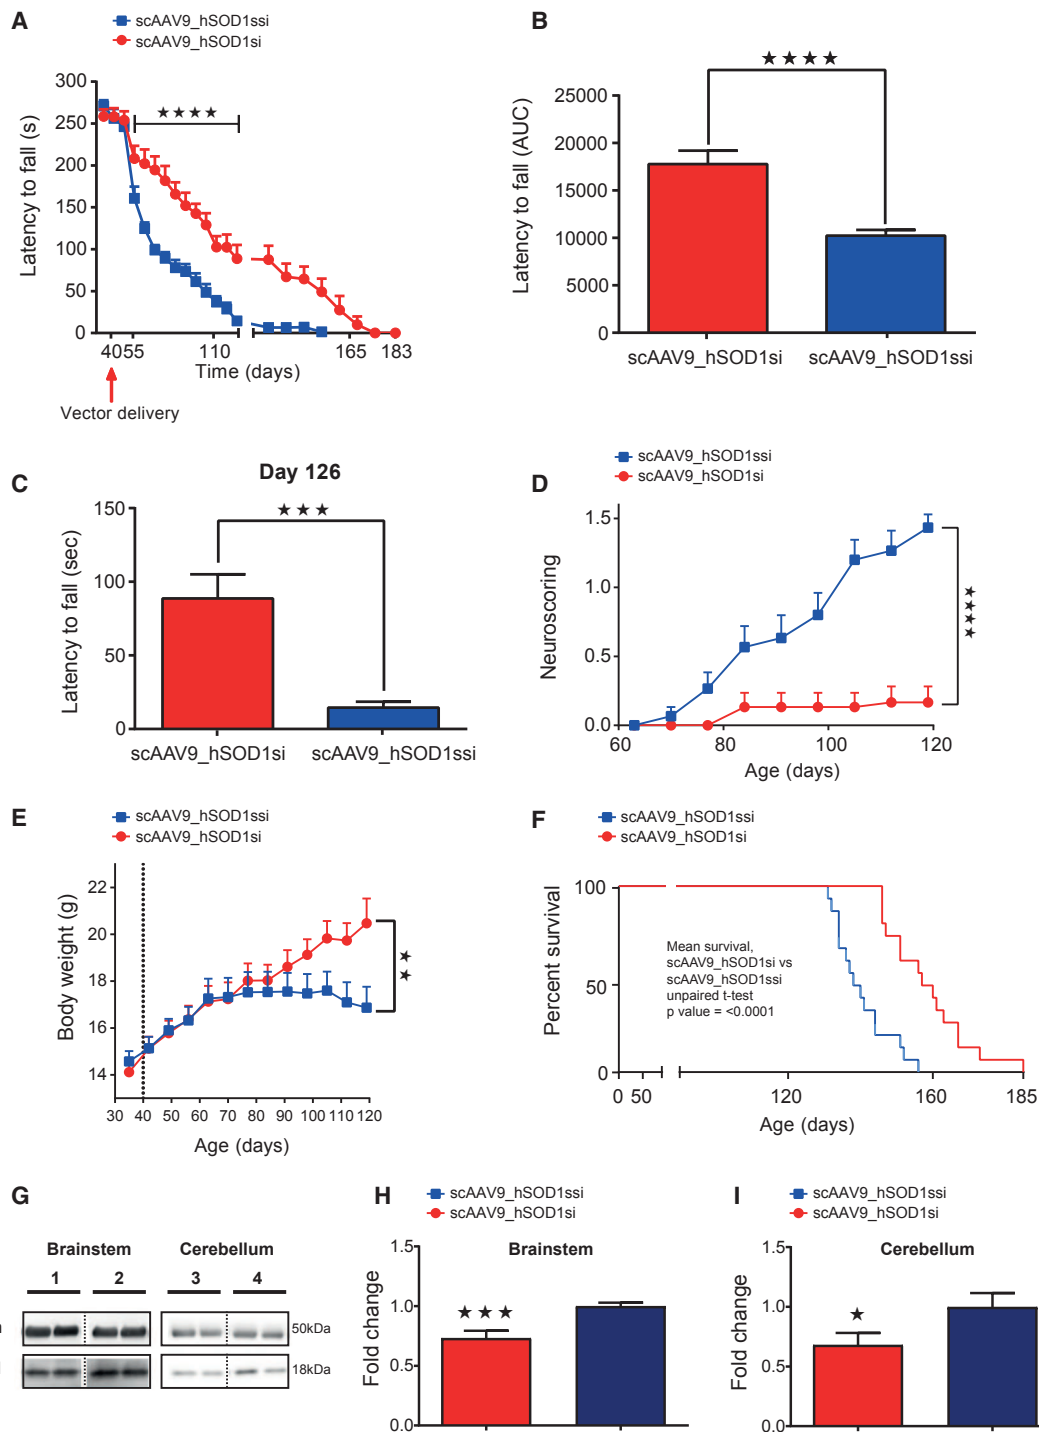 A
scAAV9_hSOD1ssi
scAAV9_hSOD1si
Latency to fall (s)
300
250
200
150
100
50
0
★★★★
40 55 110 165 183
Time (days)
Vector delivery
B
★★★★
Latency to fall (AUC)
25000
20000
15000
10000
5000
0
scAAV9_hSOD1si scAAV9_hSOD1ssi
C
Day 126
★★★
Latency to fall (sec)
150
100
50
0
scAAV9_hSOD1si scAAV9_hSOD1ssi
D
scAAV9_hSOD1ssi
scAAV9_hSOD1si
Neuroscoring
1.5
1.0
0.5
0.0
★★★★
60 80 100 120
Age (days)
E
scAAV9_hSOD1ssi
scAAV9_hSOD1si
Body weight (g)
22
20
18
16
14
★★
30 40 50 60 70 80 90 100 110 120
Age (days)
F
scAAV9_hSOD1ssi
scAAV9_hSOD1si
Percent survival
100
50
0
Mean survival,
scAAV9_hSOD1si vs
scAAV9_hSOD1ssi
unpaired t-test
p value = <0.0001
0 50 120 160 185
Age (days)
G
Brainstem Cerebellum
1 2 3 4
50kDa
18kDa
H
scAAV9_hSOD1ssi
scAAV9_hSOD1si
Brainstem
Fold change
1.5
1.0
0.5
0.0
★★★
I
scAAV9_hSOD1ssi
scAAV9_hSOD1si
Cerebellum
Fold change
1.5
1.0
0.5
0.0
★